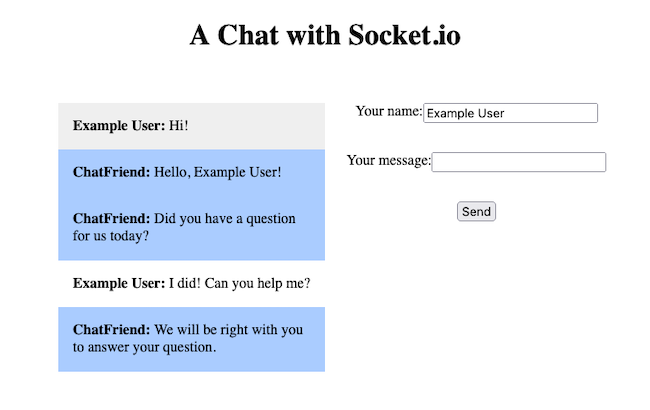 A Chat with Socket.io
Example User: Hi!
ChatFriend: Hello, Example User!
ChatFriend: Did you have a question
for us today?
Example User: I did! Can you help me?
ChatFriend: We will be right with you
to answer your question.
Your name: Example User
Your message:
Send